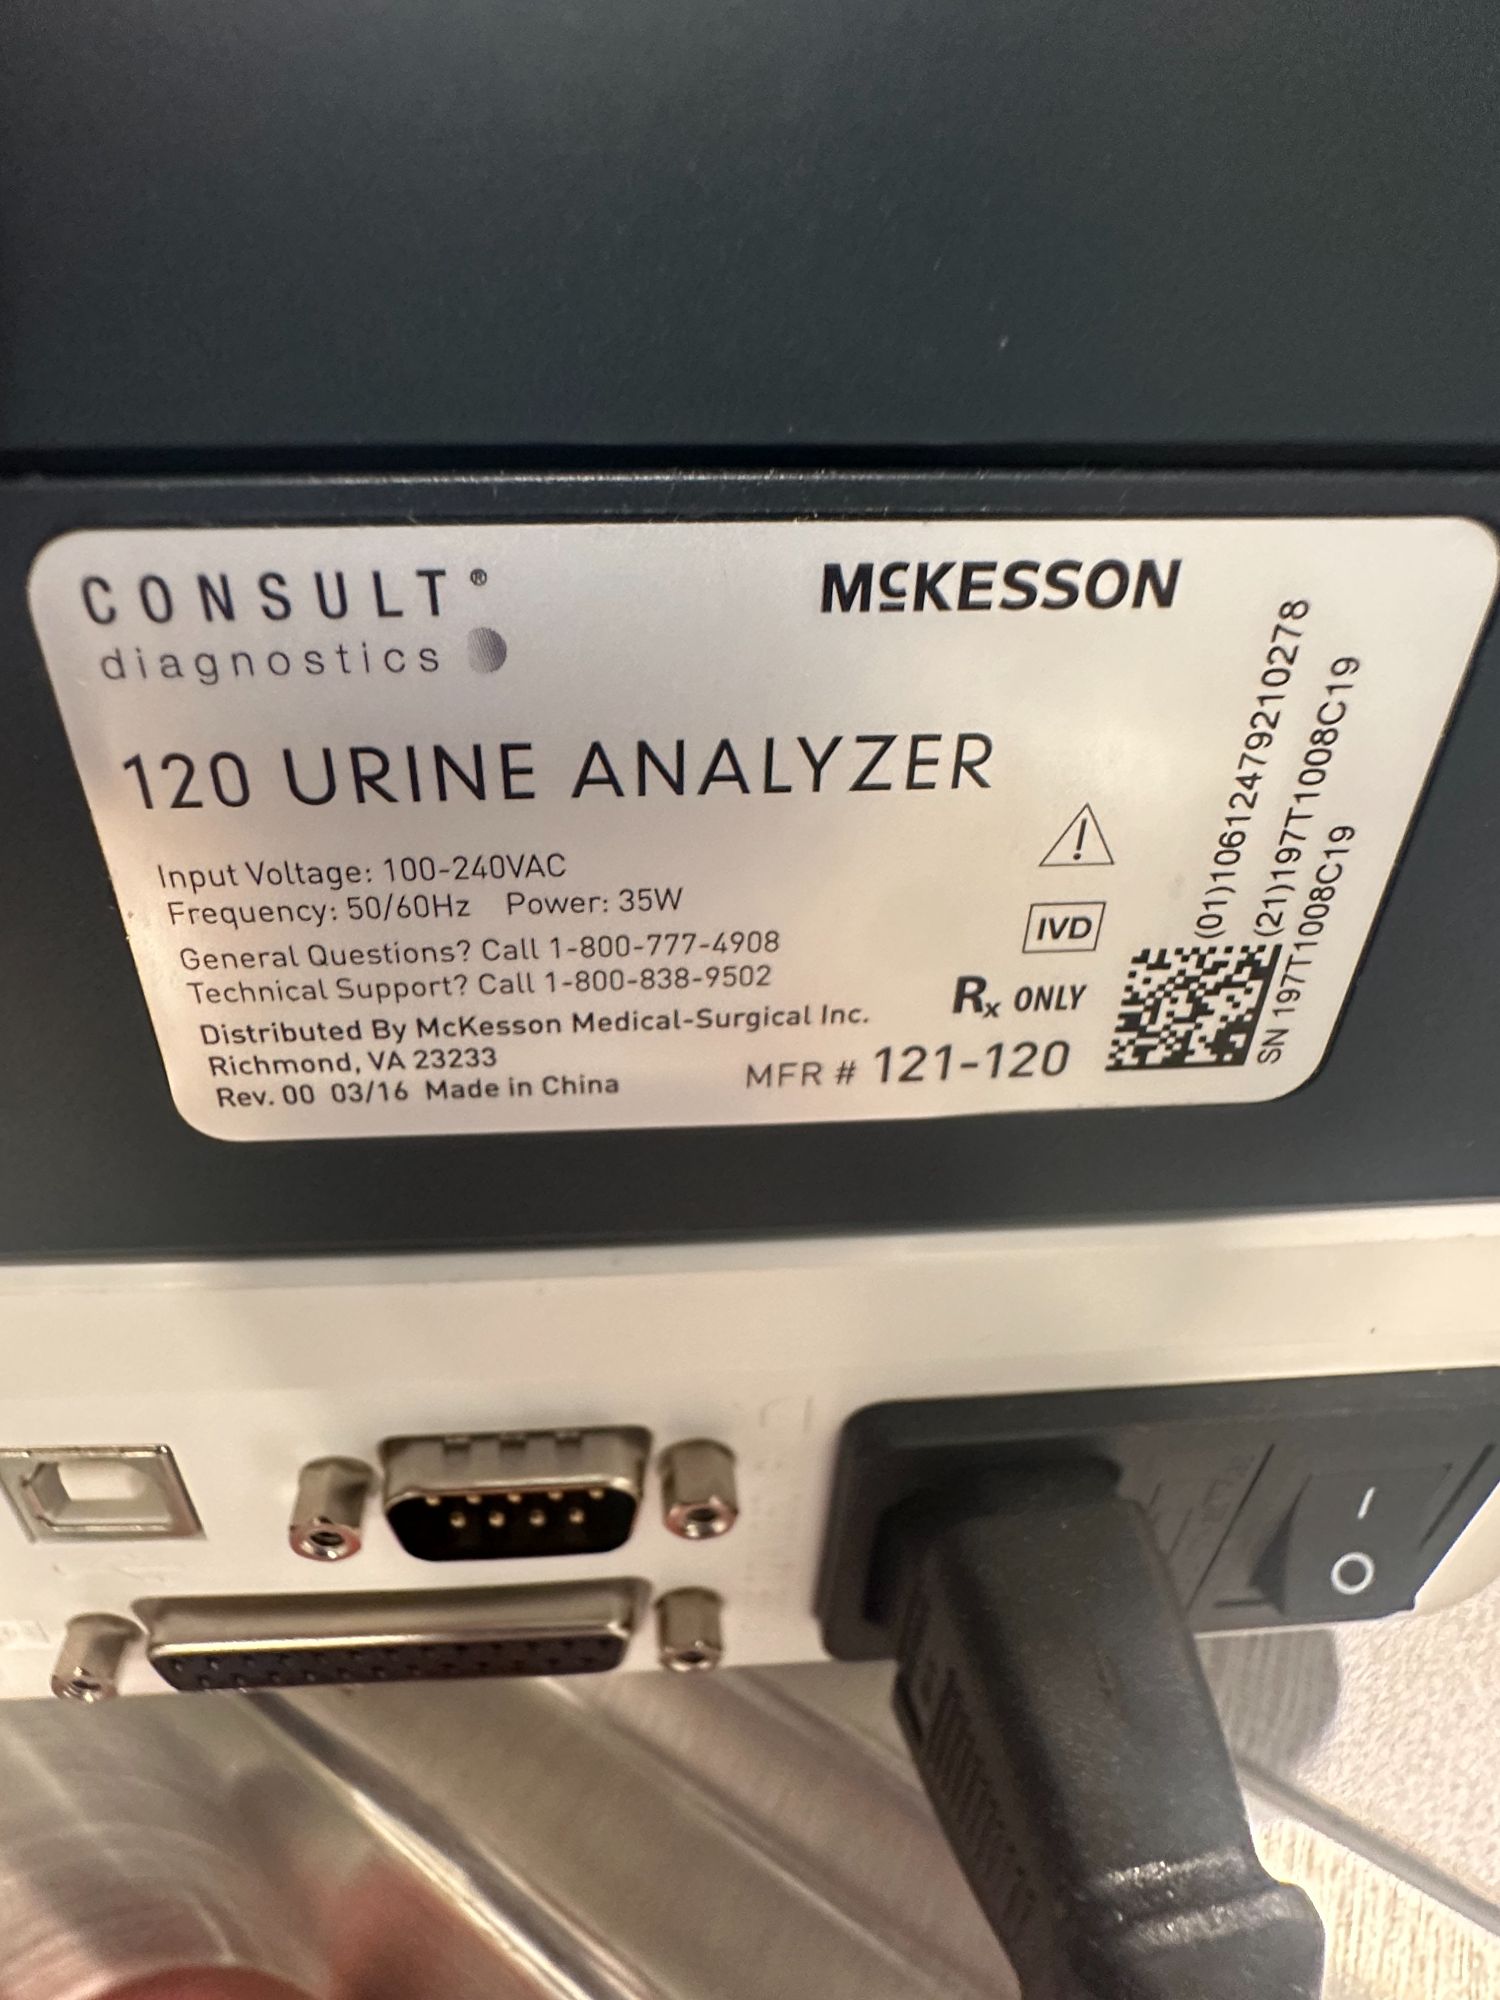 CONSULT®
diagnostics
McKESSON
120 URINE ANALYZER
Input Voltage: 100-240VAC
Frequency: 50/60Hz Power: 35W
General Questions? Call 1-800-777-4908
Technical Support? Call 1-800-838-9502
Distributed By McKesson Medical-Surgical Inc.
Richmond, VA 23233
Rev. 00 03/16 Made in China
IVD
Rx ONLY
MFR # 121-120
(01)10612479210278
(21)197T1008C19
SN 197T1008C19